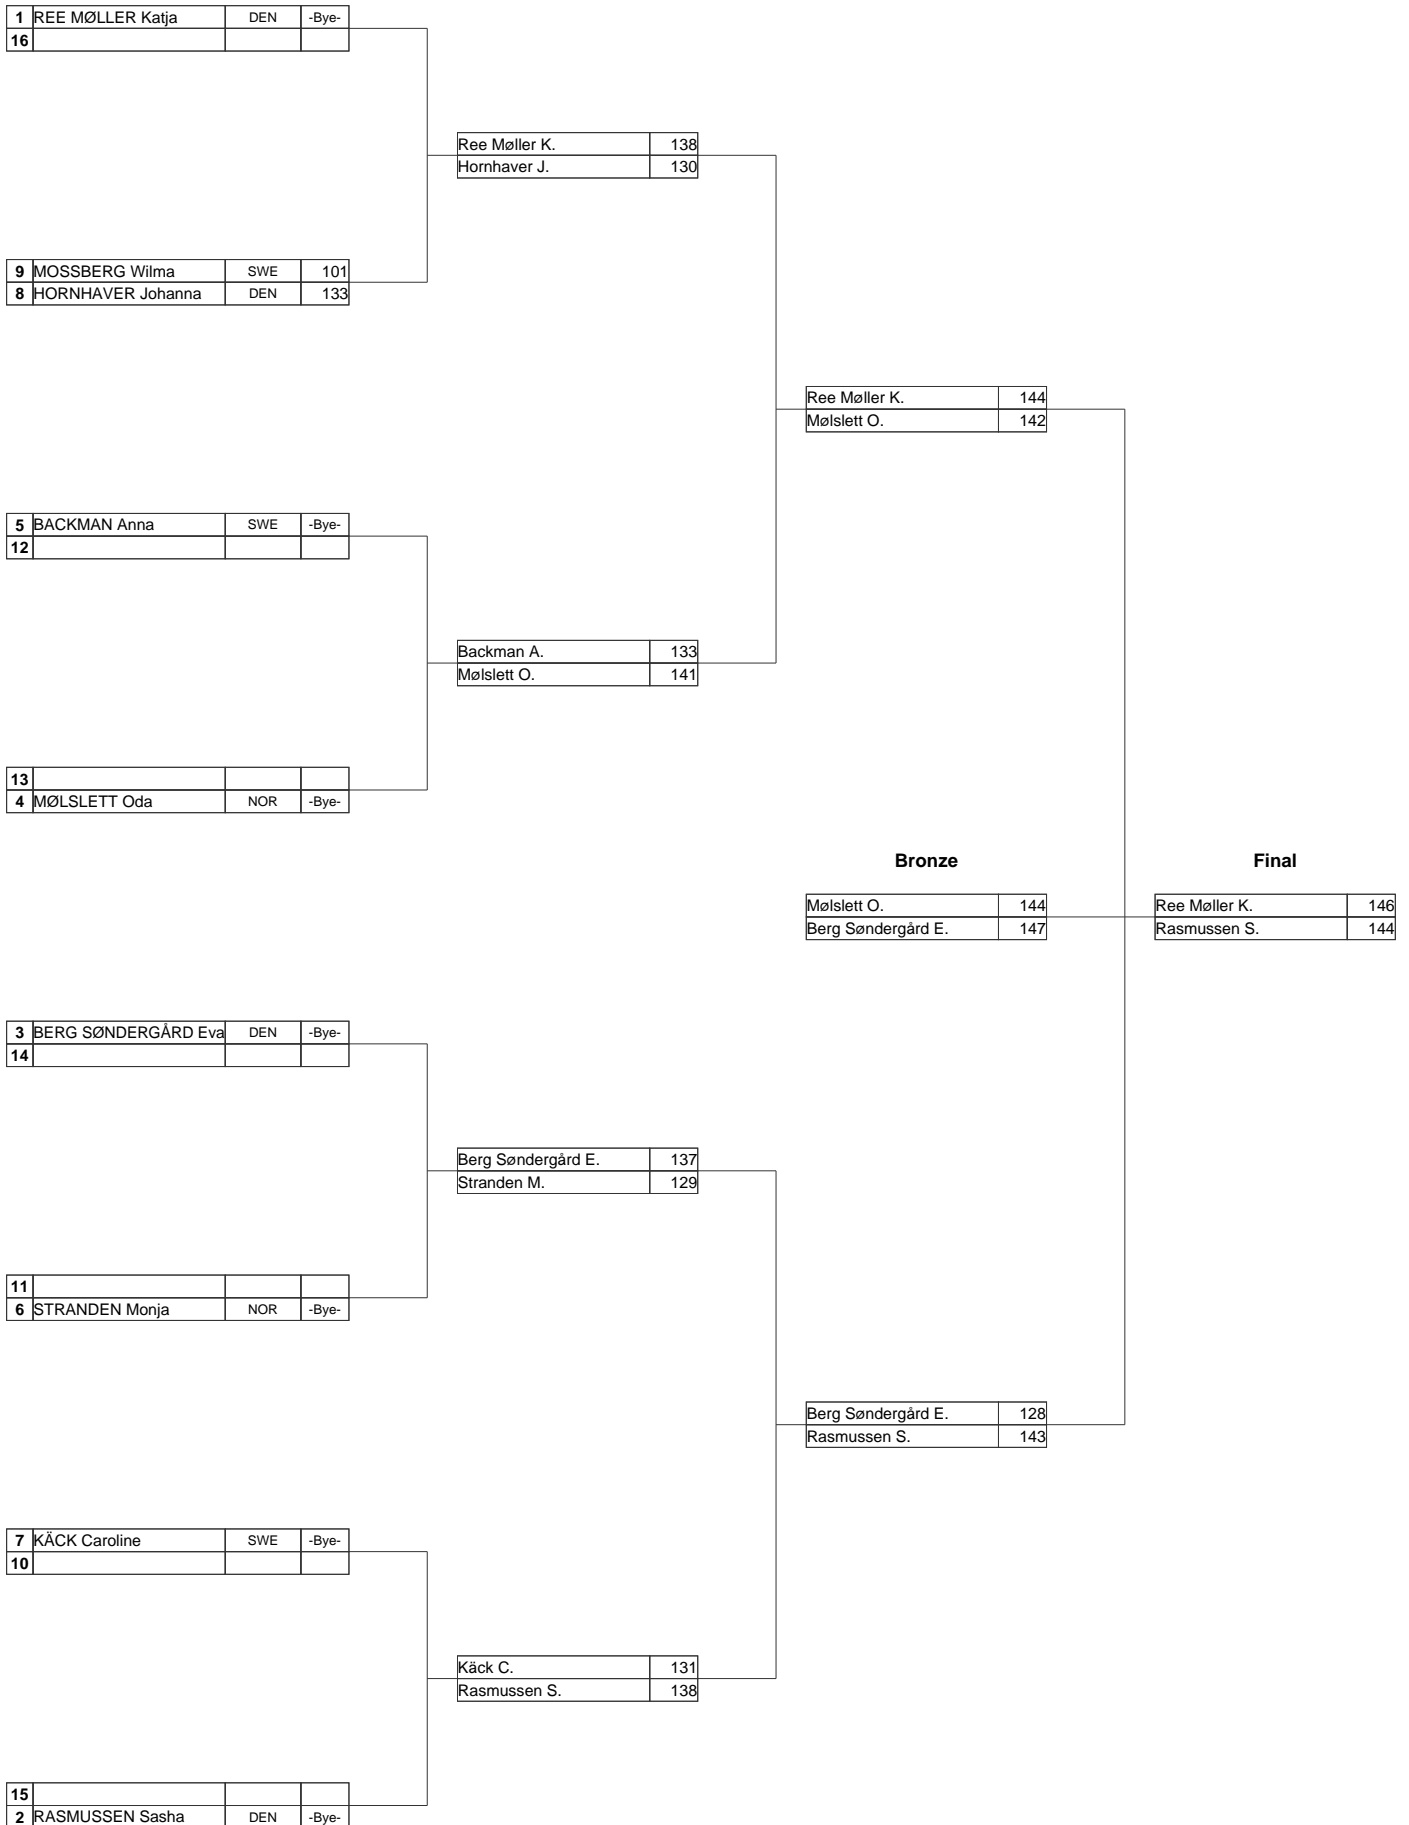 1 REE MØLLER Katja DEN -Bye-
16
Ree Møller K. 138
Hornhaver J. 130
9 MOSSBERG Wilma SWE 101
8 HORNHAVER Johanna DEN 133
Ree Møller K. 144
Mølslett O. 142
5 BACKMAN Anna SWE -Bye-
12
Backman A. 133
Mølslett O. 141
13
4 MØLSLETT Oda NOR -Bye-
Bronze Final
Mølslett O. 144 Ree Møller K. 146
Berg Søndergård E. 147 Rasmussen S. 144
3 BERG SØNDERGÅRD Eva DEN -Bye-
14
Berg Søndergård E. 137
Stranden M. 129
11
6 STRANDEN Monja NOR -Bye-
Berg Søndergård E. 128
Rasmussen S. 143
7 KÄCK Caroline SWE -Bye-
10
Käck C. 131
Rasmussen S. 138
15
2 RASMUSSEN Sasha DEN -Bye-